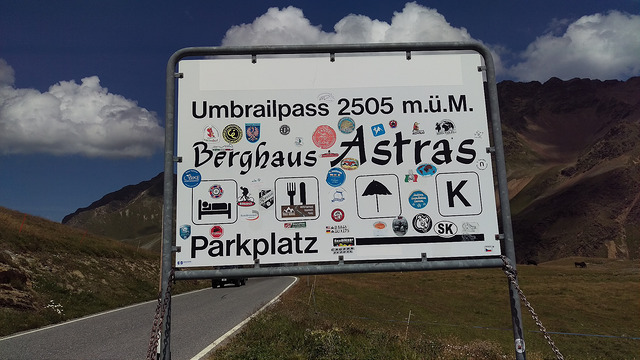 Umbrailpass 2505 m.ü.M.
Berghaus Astras
K
SK
Parkplatz